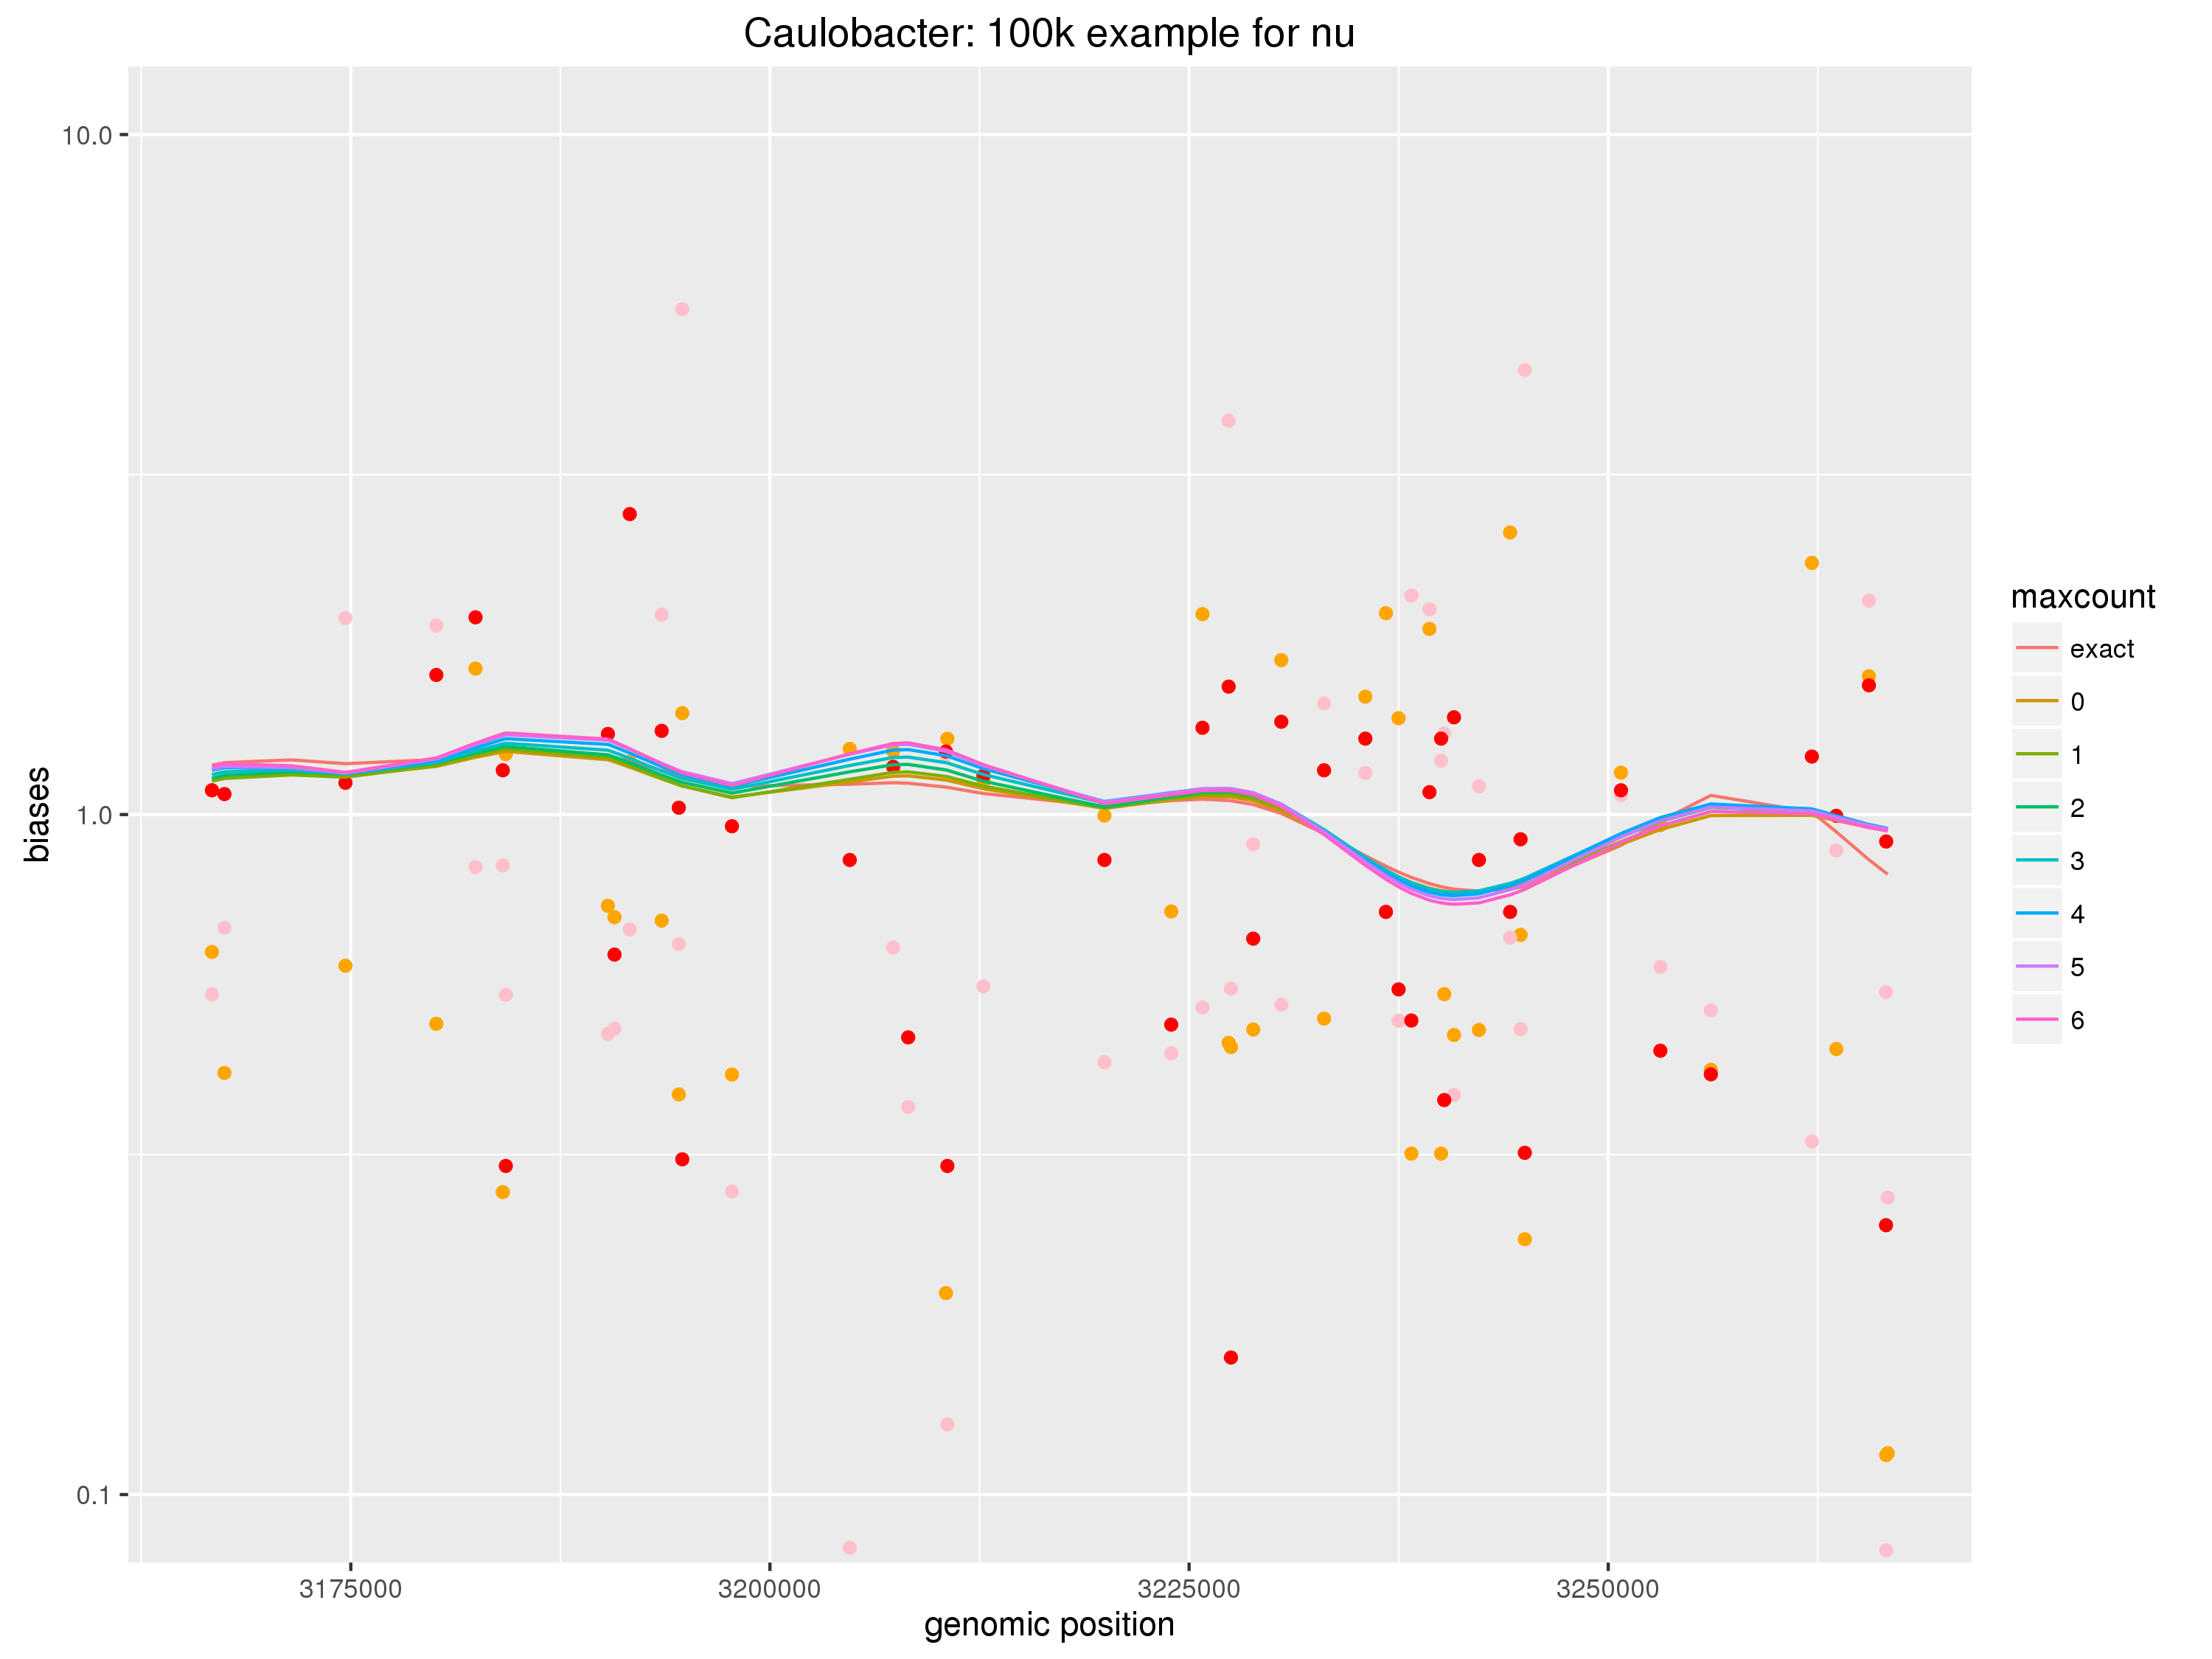 Caulobacter: 100k example for nu
10.0
1.0
0.1
biases
3175000
3200000
3225000
3250000
genomic position
maxcount
exact
0
1
2
3
4
5
6